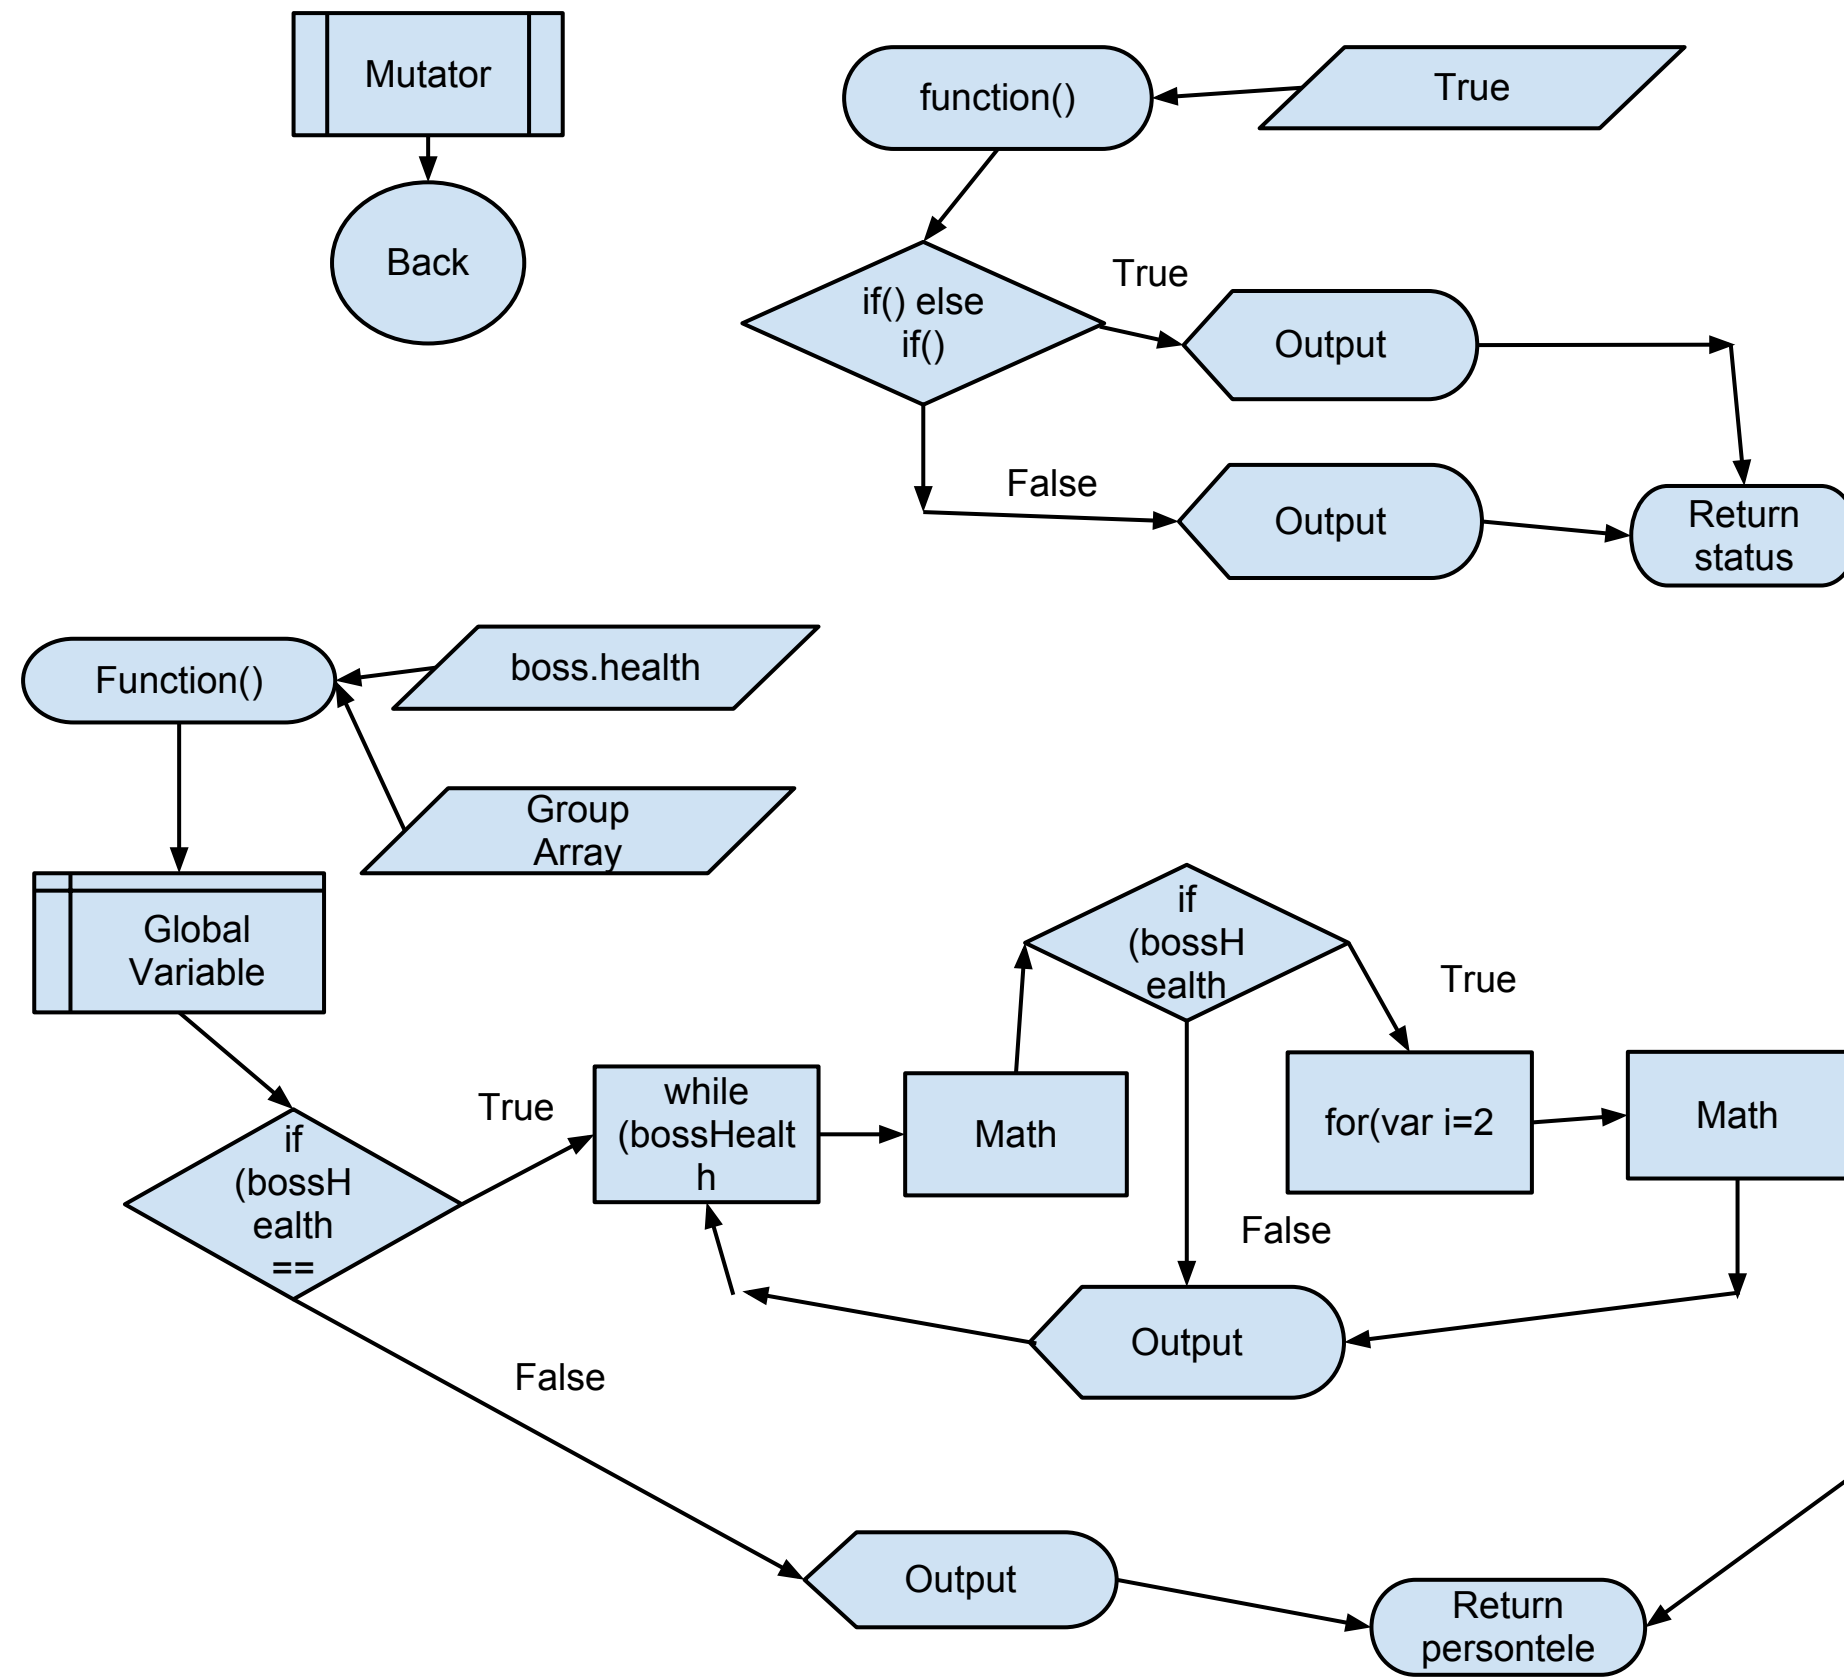 Mutator
Back
function()
True
if() else
if()
True
Output
False
Output
Return
status
Function()
boss.health
Group
Array
Global
Variable
if
(bossH
ealth
==
True
while
(bossHealt
h
Math
if
(bossH
ealth
True
for(var i=2
Math
False
Output
False
Output
Return
persontele